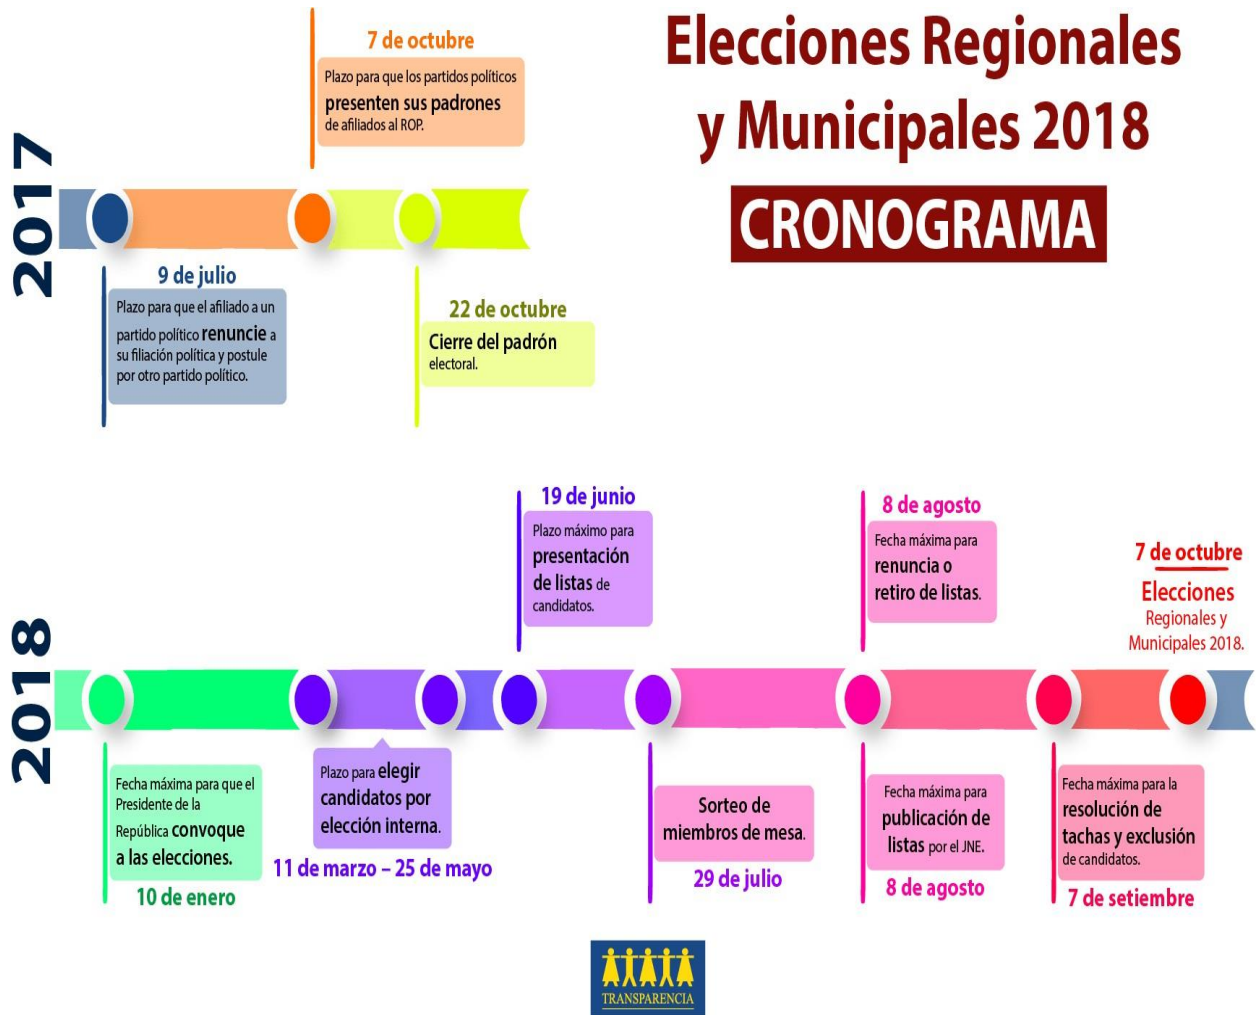 Elecciones Regionales
y Municipales 2018
CRONOGRAMA
2017
7 de octubre
Plazo para que los partidos políticos
presenten sus padrones
de afiliados al ROP.
9 de julio
Plazo para que el afiliado a un
partido político renuncie a
su filiación política y postule
por otro partido político.
22 de octubre
Cierre del padrón
electoral.
2018
19 de junio
Plazo máximo para
presentación
de listas de
candidatos.
8 de agosto
Fecha máxima para
renuncia o
retiro de listas.
7 de octubre
Elecciones
Regionales y
Municipales 2018.
Fecha máxima para que el
Presidente de la
República convoque
a las elecciones.
10 de enero
Plazo para elegir
candidatos por
elección interna.
11 de marzo – 25 de mayo
Sorteo de
miembros de mesa.
29 de julio
Fecha máxima para
publicación de
listas por el JNE.
8 de agosto
Fecha máxima para la
resolución de
tachas y exclusión
de candidatos.
7 de setiembre
TRANSPARENCIA